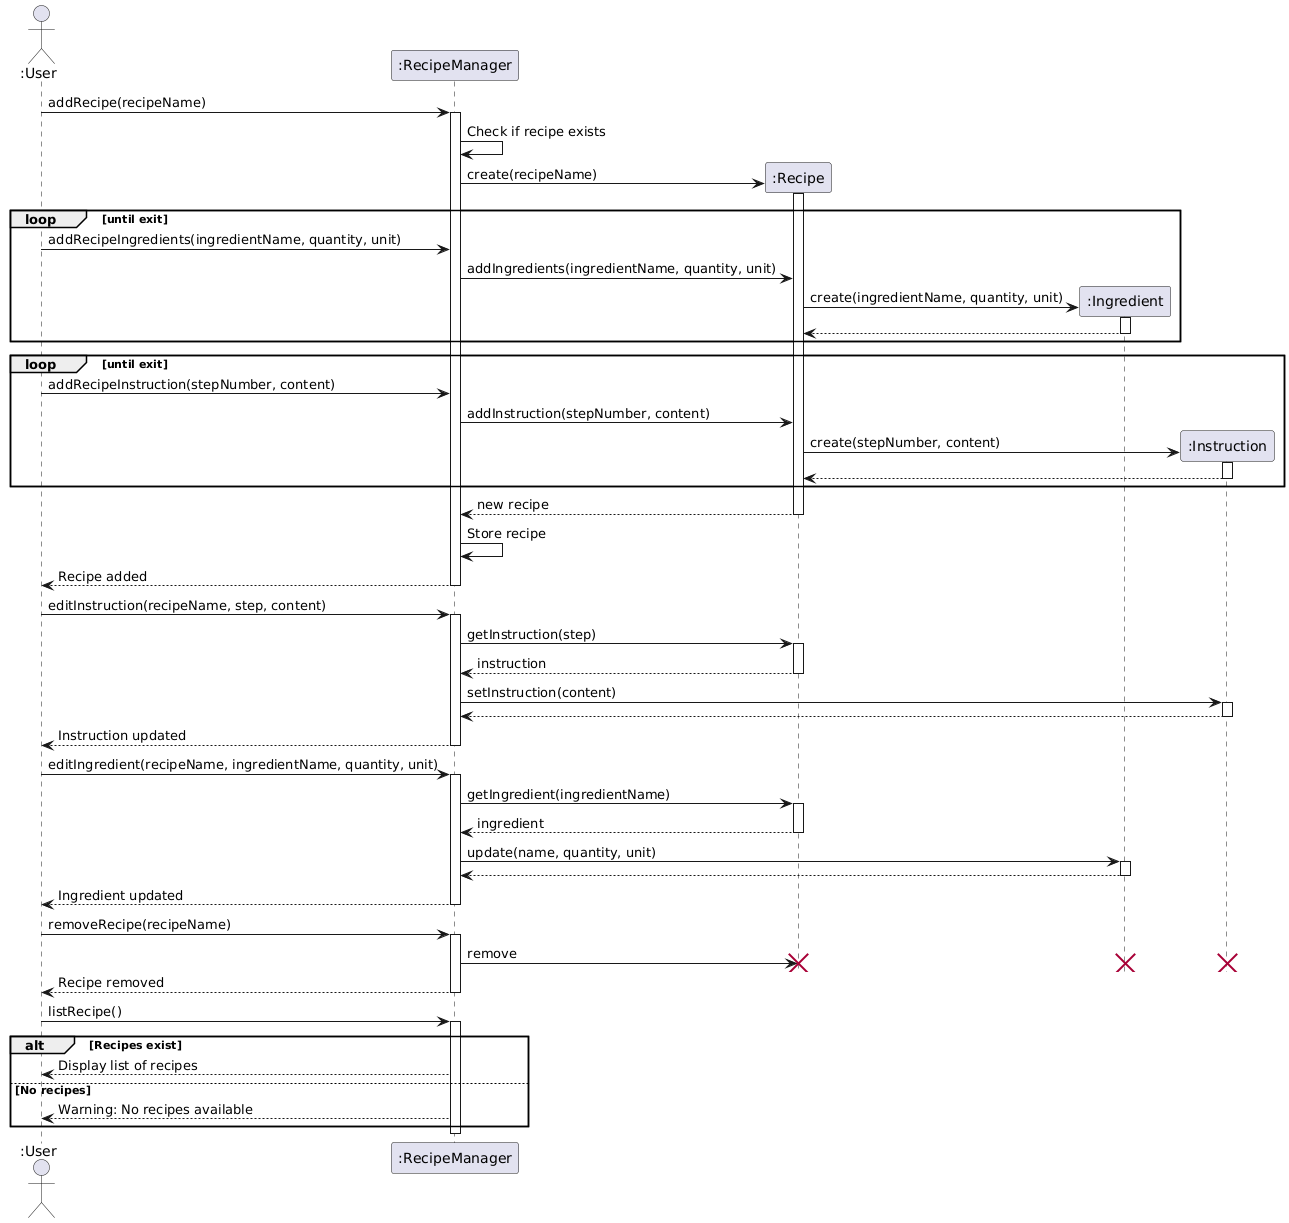 :User
:RecipeManager
addRecipe(recipeName)
Check if recipe exists
create(recipeName)
:Recipe
loop [until exit]
addRecipeIngredients(ingredientName, quantity, unit)
addIngredients(ingredientName, quantity, unit)
create(ingredientName, quantity, unit)
:Ingredient
loop [until exit]
addRecipeInstruction(stepNumber, content)
addInstruction(stepNumber, content)
create(stepNumber, content)
:Instruction
new recipe
Store recipe
Recipe added
editInstruction(recipeName, step, content)
getInstruction(step)
instruction
setInstruction(content)
Instruction updated
editIngredient(recipeName, ingredientName, quantity, unit)
getIngredient(ingredientName)
ingredient
update(name, quantity, unit)
Ingredient updated
removeRecipe(recipeName)
remove
Recipe removed
listRecipe()
alt [Recipes exist]
Display list of recipes
[No recipes]
Warning: No recipes available
:User
:RecipeManager